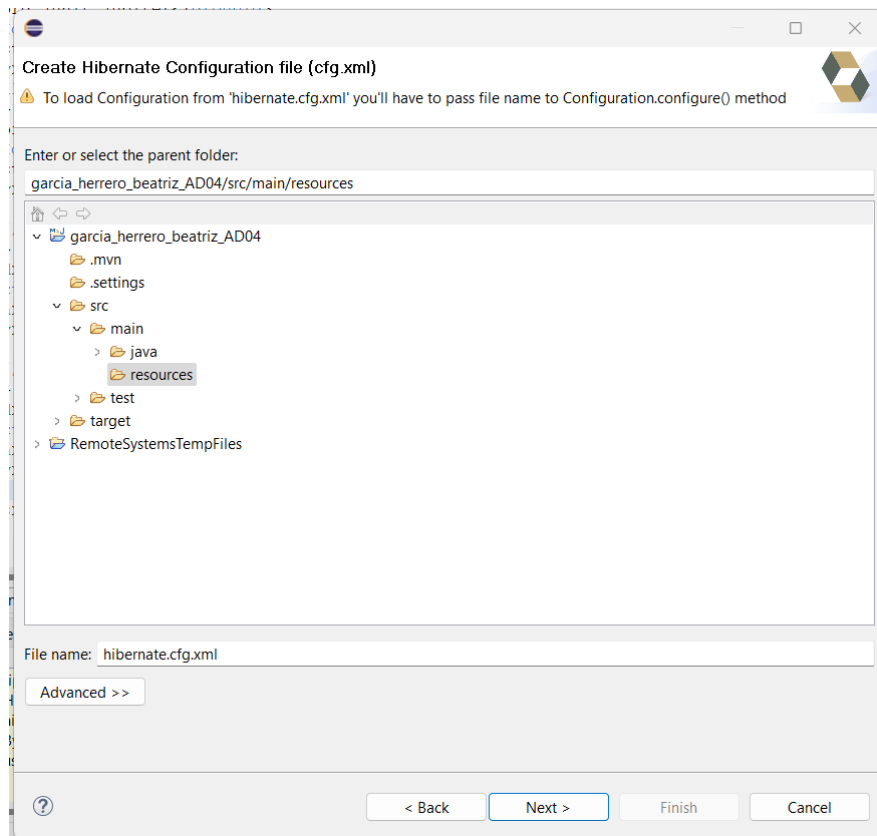 Create Hibernate Configuration file (cfg.xml)
To load Configuration from 'hibernate.cfg.xml' you'll have to pass file name to Configuration.configure() method
Enter or select the parent folder:
garcia_herrero_beatriz_AD04/src/main/resources
garcia_herrero_beatriz_AD04
.mvn
.settings
src
main
java
resources
test
target
RemoteSystemsTempFiles
File name: hibernate.cfg.xml
Advanced >>
< Back Next > Finish Cancel